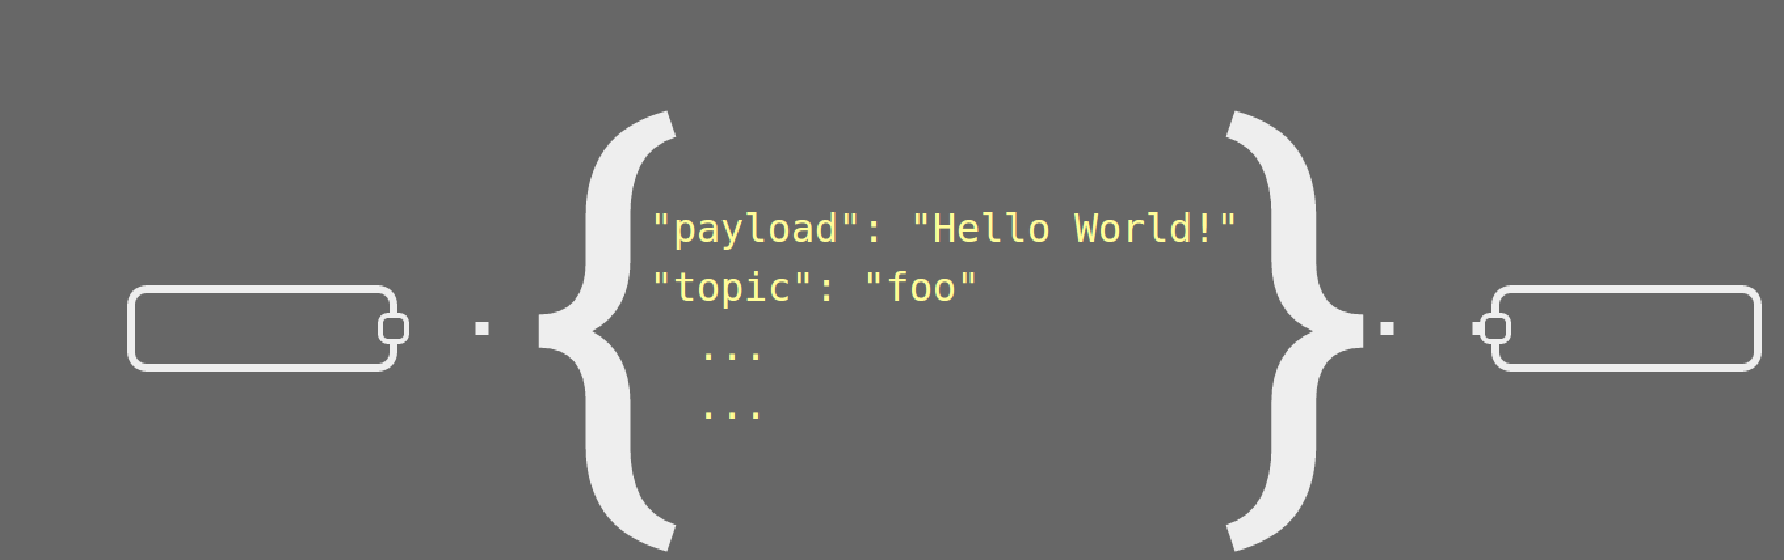 {
"payload": "Hello World!"
"topic": "foo"
...
...
}